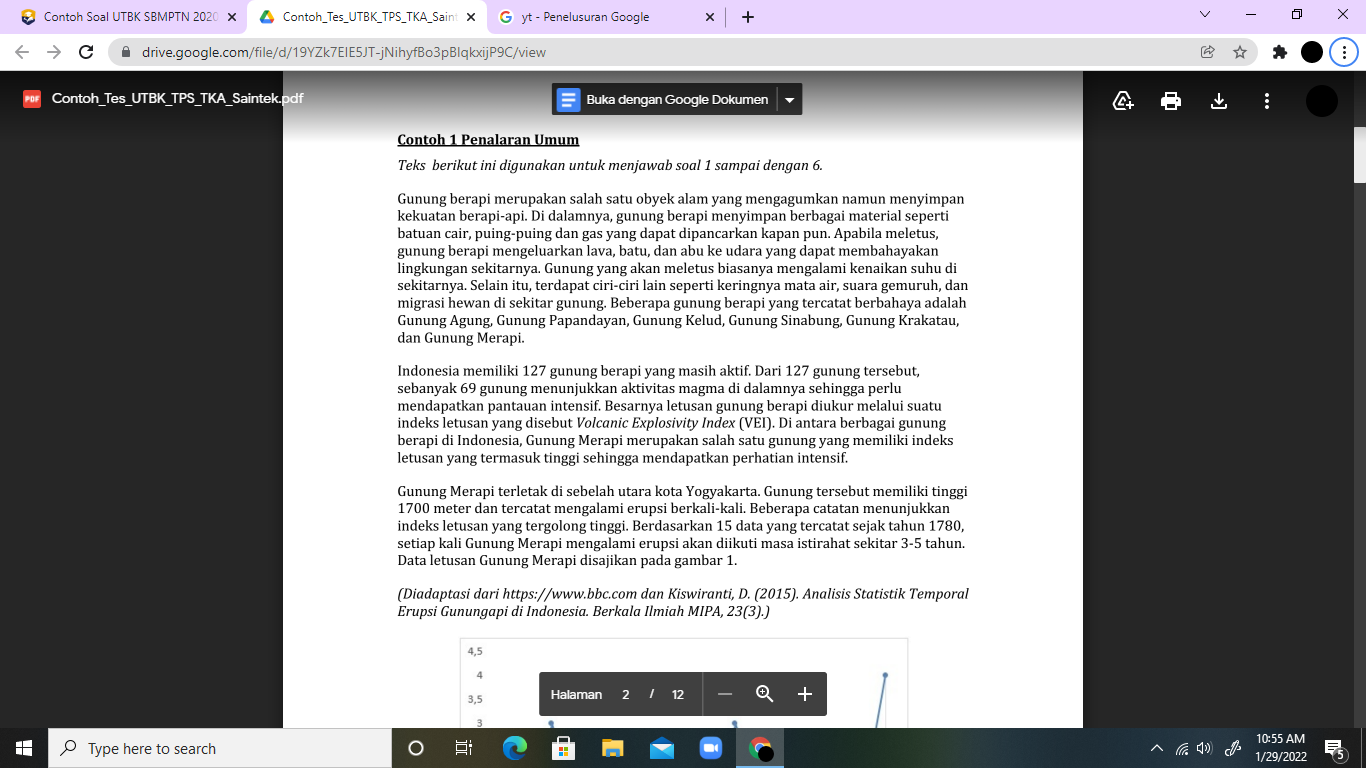 Contoh Soal UTBK SBMPTN 2020
Contoh_Tes_UTBK_TPS_TKA_Saint
yt - Penelusuran Google
drive.google.com/file/d/19YZk7ElE5JT-jNihyfBo3pBlqkxijP9C/view
PDF Contoh_Tes_UTBK_TPS_TKA_Saintek.pdf
Buka dengan Google Dokumen
Contoh 1 Penalaran Umum
Teks berikut ini digunakan untuk menjawab soal 1 sampai dengan 6.
Gunung berapi merupakan salah satu obyek alam yang mengagumkan namun menyimpan
kekuatan berapi-api. Di dalamnya, gunung berapi menyimpan berbagai material seperti
batuan cair, puing-puing dan gas yang dapat dipancarkan kapan pun. Apabila meletus,
gunung berapi mengeluarkan lava, batu, dan abu ke udara yang dapat membahayakan
lingkungan sekitarnya. Gunung yang akan meletus biasanya mengalami kenaikan suhu di
sekitarnya. Selain itu, terdapat ciri-ciri lain seperti keringnya mata air, suara gemuruh, dan
migrasi hewan di sekitar gunung. Beberapa gunung berapi yang tercatat berbahaya adalah
Gunung Agung, Gunung Papandayan, Gunung Kelud, Gunung Sinabung, Gunung Krakatau,
dan Gunung Merapi.
Indonesia memiliki 127 gunung berapi yang masih aktif. Dari 127 gunung tersebut,
sebanyak 69 gunung menunjukkan aktivitas magma di dalamnya sehingga perlu
mendapatkan pantauan intensif. Besarnya letusan gunung berapi diukur melalui suatu
indeks letusan yang disebut Volcanic Explosivity Index (VEI). Di antara berbagai gunung
berapi di Indonesia, Gunung Merapi merupakan salah satu gunung yang memiliki indeks
letusan yang termasuk tinggi sehingga mendapatkan perhatian intensif.
Gunung Merapi terletak di sebelah utara kota Yogyakarta. Gunung tersebut memiliki tinggi
1700 meter dan tercatat mengalami erupsi berkali-kali. Beberapa catatan menunjukkan
indeks letusan yang tergolong tinggi. Berdasarkan 15 data yang tercatat sejak tahun 1780,
setiap kali Gunung Merapi mengalami erupsi akan diikuti masa istirahat sekitar 3-5 tahun.
Data letusan Gunung Merapi disajikan pada gambar 1.
(Diadaptasi dari https://www.bbc.com dan Kiswiranti, D. (2015). Analisis Statistik Temporal
Erupsi Gunungapi di Indonesia. Berkala Ilmiah MIPA, 23(3).)
4,5
4
3,5
3
Halaman 2 / 12
Type here to search
10:55 AM
1/29/2022
5